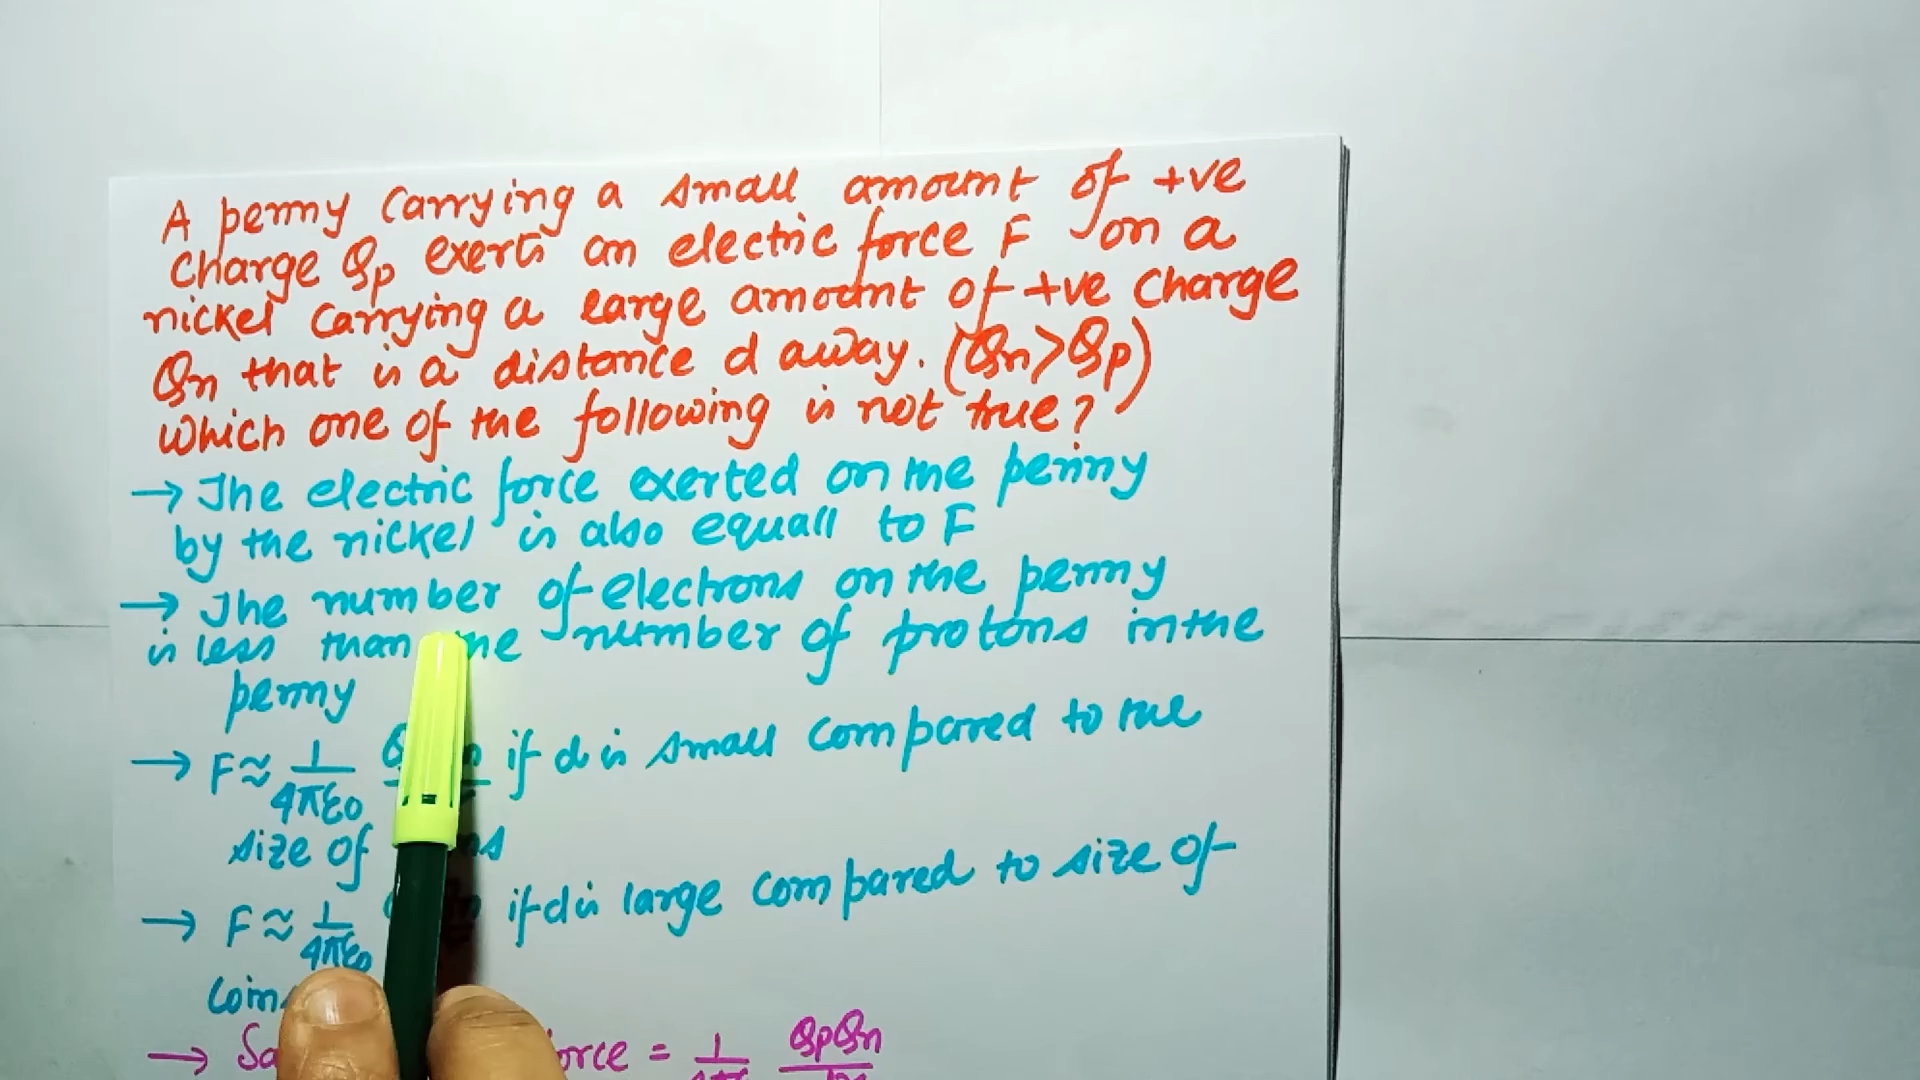 A penny carrying a small amount of +ve
charge Qp exerts an electric force F on a
nickel carrying a large amount of +ve charge
Qn that is a distance d away. (Qn>Qp)
Which one of the following is not true?
→ The electric force exerted on the penny
by the nickel is also equall to F
→ The number of electrons on the penny
is less than the number of protons in the
penny
→ F≈ 1/4πε0 if d is small compared to the
size of
→ F≈ 1/4πε0 if d is large compared to size of
→ = 1 QpQn